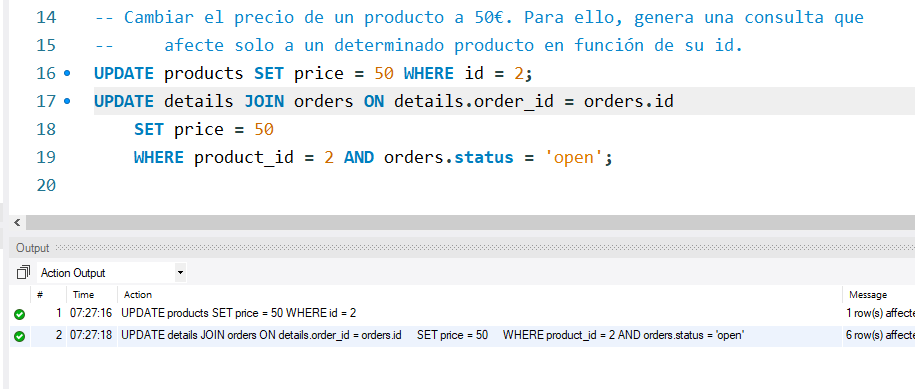 14 -- Cambiar el precio de un producto a 50€. Para ello, genera una consulta que
15 -- afecte solo a un determinado producto en función de su id.
16 UPDATE products SET price = 50 WHERE id = 2;
17 UPDATE details JOIN orders ON details.order_id = orders.id
18 SET price = 50
19 WHERE product_id = 2 AND orders.status = 'open';
20
Output
Action Output
# Time Action Message
1 07:27:16 UPDATE products SET price = 50 WHERE id = 2 1 row(s) affecte
2 07:27:18 UPDATE details JOIN orders ON details.order_id = orders.id SET price = 50 WHERE product_id = 2 AND orders.status = 'open' 6 row(s) affecte